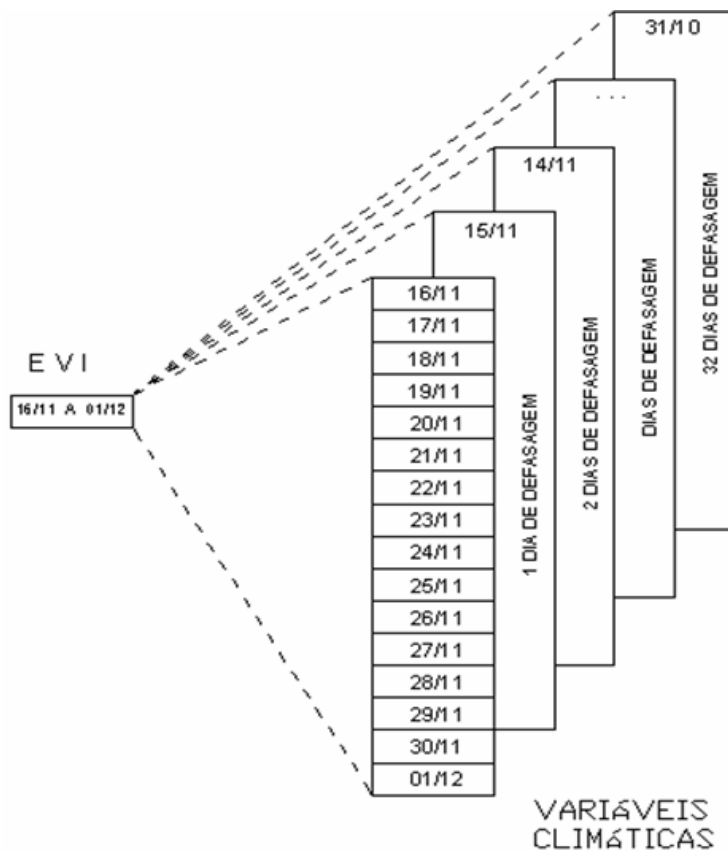 31/10
...
14/11
15/11
16/11
17/11
18/11
19/11
20/11
21/11
22/11
23/11
24/11
25/11
26/11
27/11
28/11
29/11
30/11
01/12
1 DIA DE DEFASAGEM
2 DIAS DE DEFASAGEM
DIAS DE DEFASAGEM
32 DIAS DE DEFASAGEM
EVI
16/11 A 01/12
VARIáVEIS
CLIMáTICAS